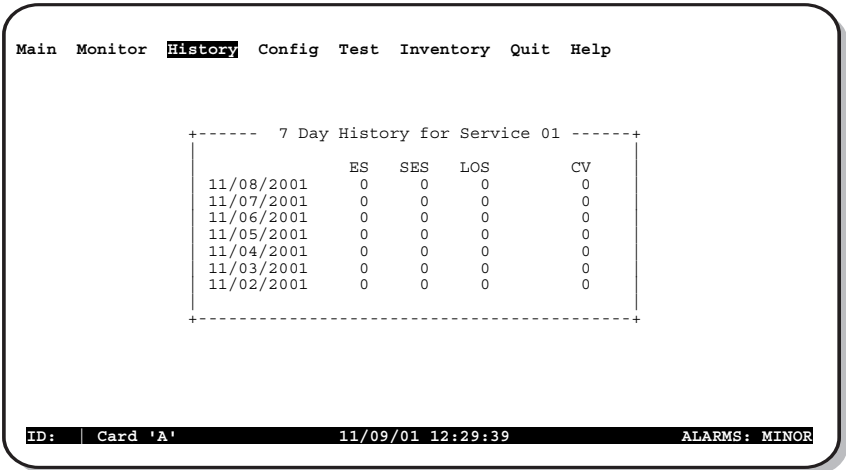 Main  Monitor  History  Config  Test  Inventory  Quit  Help
+------  7 Day History for Service 01 ------+
ES  SES  LOS  CV
11/08/2001  0  0  0  0
11/07/2001  0  0  0  0
11/06/2001  0  0  0  0
11/05/2001  0  0  0  0
11/04/2001  0  0  0  0
11/03/2001  0  0  0  0
11/02/2001  0  0  0  0
+-------------------------------------------+
ID:  | Card 'A'  11/09/01 12:29:39  ALARMS: MINOR